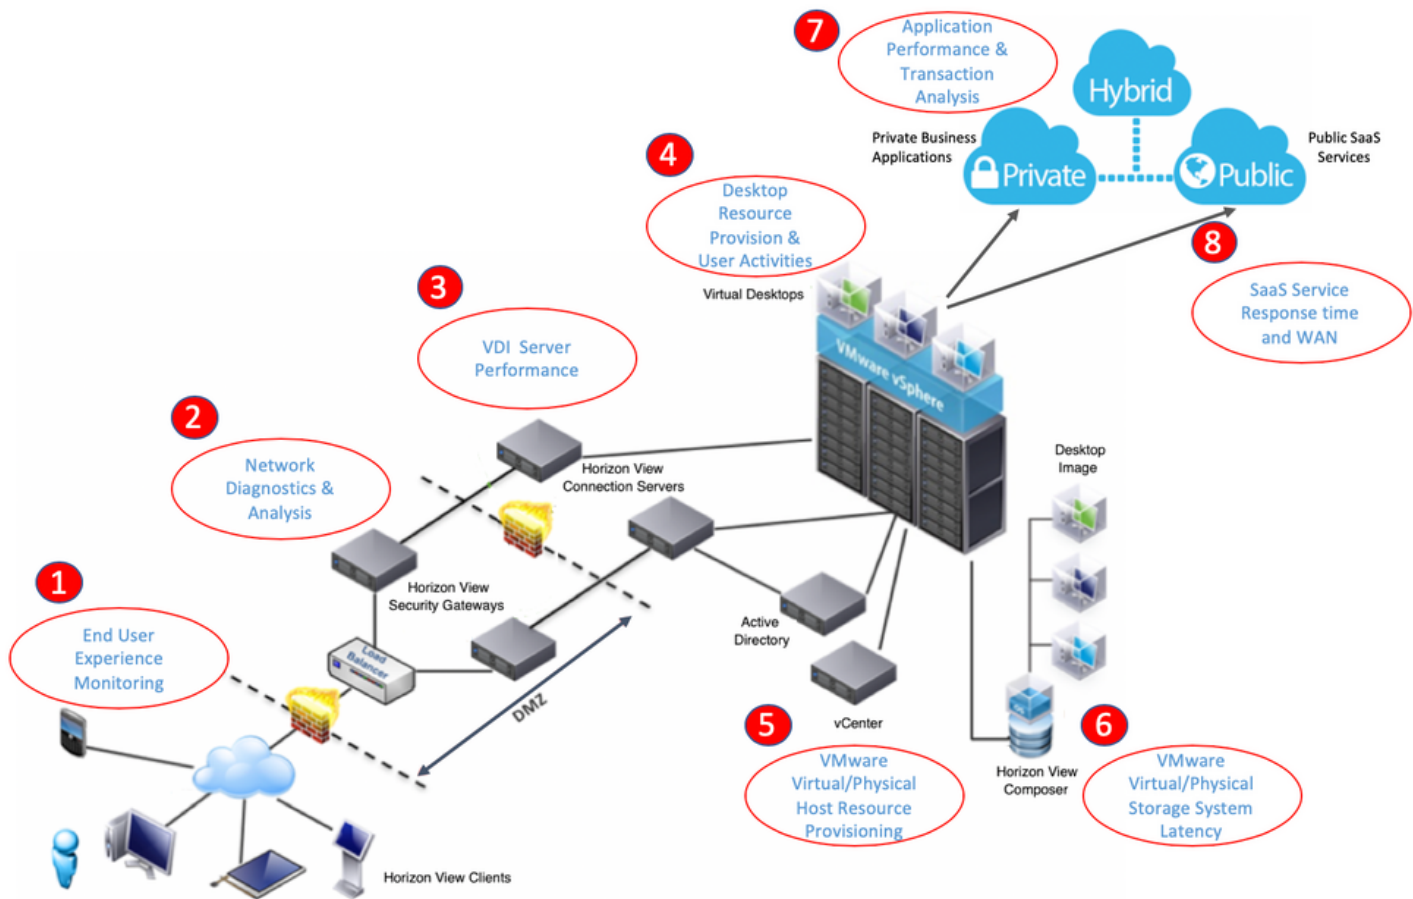 7
Application
Performance &
Transaction
Analysis
Hybrid
Private Business
Applications
Private
Public
Public SaaS
Services
4
Desktop
Resource
Provision &
User Activities
Virtual Desktops
8
SaaS Service
Response time
and WAN
3
VDI Server
Performance
VMware vSphere
2
Network
Diagnostics &
Analysis
Horizon View
Connection Servers
Desktop
Image
1
End User
Experience
Monitoring
Horizon View
Security Gateways
Load
Balancer
DMZ
Active
Directory
vCenter
5
VMware
Virtual/Physical
Host Resource
Provisioning
OS
Horizon View
Composer
6
VMware
Virtual/Physical
Storage System
Latency
Horizon View Clients